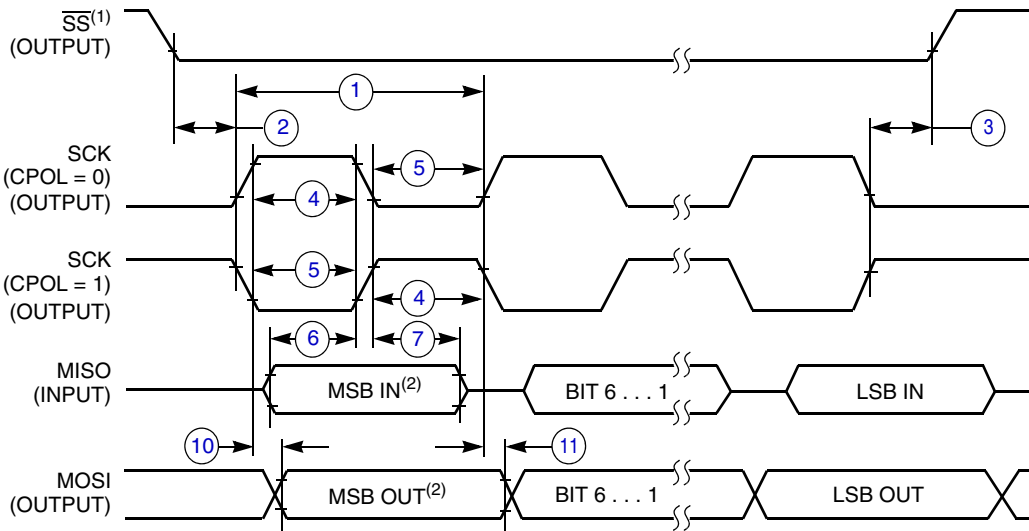 SS(1)
(OUTPUT)
1
2
3
SCK
(CPOL = 0)
(OUTPUT)
5
4
SCK
(CPOL = 1)
(OUTPUT)
5
4
6
7
MISO
(INPUT)
MSB IN(2)
BIT 6 . . . 1
LSB IN
10
11
MOSI
(OUTPUT)
MSB OUT(2)
BIT 6 . . . 1
LSB OUT